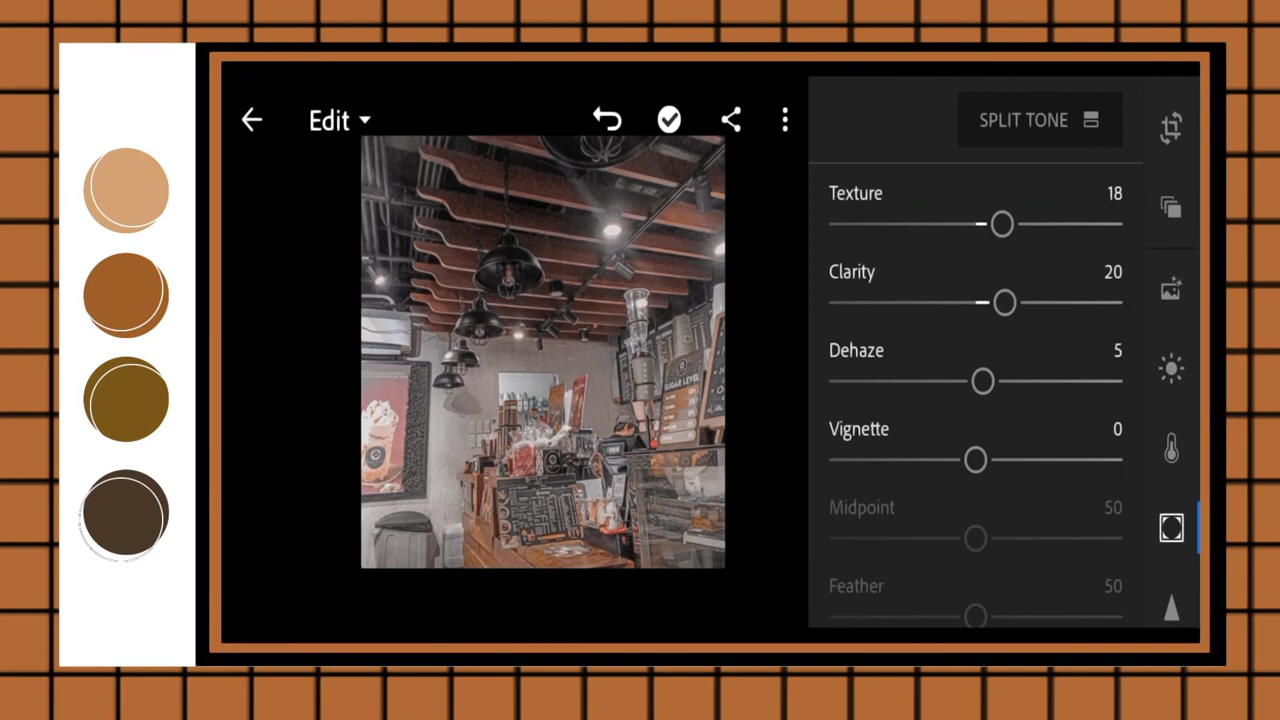 Edit
SPLIT TONE
Texture 18
Clarity 20
Dehaze 5
Vignette 0
Midpoint 50
Feather 50
SUGAR LEVEL